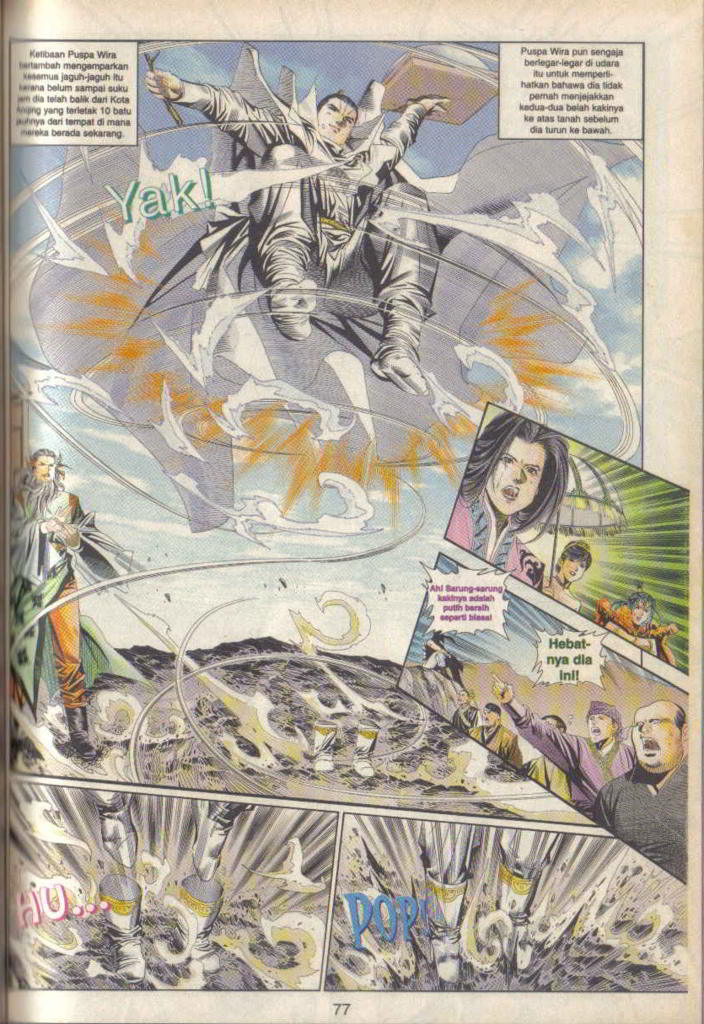 Ketibaan Puspa Wira
bertambah mengemparkan
kesemua jaguh-jaguh itu
kerana belum sampai suku
jam dia telah balik dari Kota
yang terletak 10 batu
jauhnya dari tempat di mana
mereka berada sekarang.
Puspa Wira pun sengaja
berlegar-legar di udara
itu untuk memperli-
hatkan bahawa dia tidak
pernah menjejakkan
kedua-dua belah kakinya
ke atas tanah sebelum
dia turun ke bawah.
Yak!
Ah! Sarung-sarung
kakinya adalah
putih bersih
seperti biasa!
Hebat-
nya dia
ini!
HU...
POP!
77